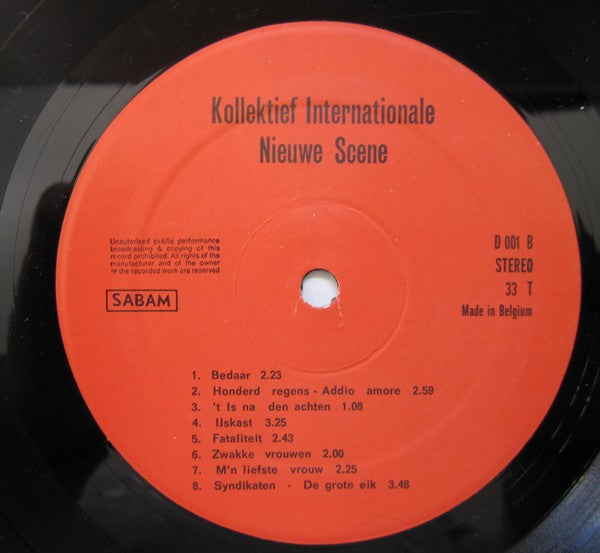 Kollektief Internationale
Nieuwe Scene
Unautorised public performance
broadcasting & copying of this
record prohibited. All rights of the
manufacturer and of the owner
of the recorded work are reserved
SABAM
D 001 B
STEREO
33 T
Made in Belgium
1. Bedaar 2.23
2. Honderd regens - Addio amore 2.59
3. 't Is na den achten 1.08
4. IJskast 3.25
5. Fataliteit 2.43
6. Zwakke vrouwen 2.00
7. M'n liefste vrouw 2.25
8. Syndikaten - De grote eik 3.48